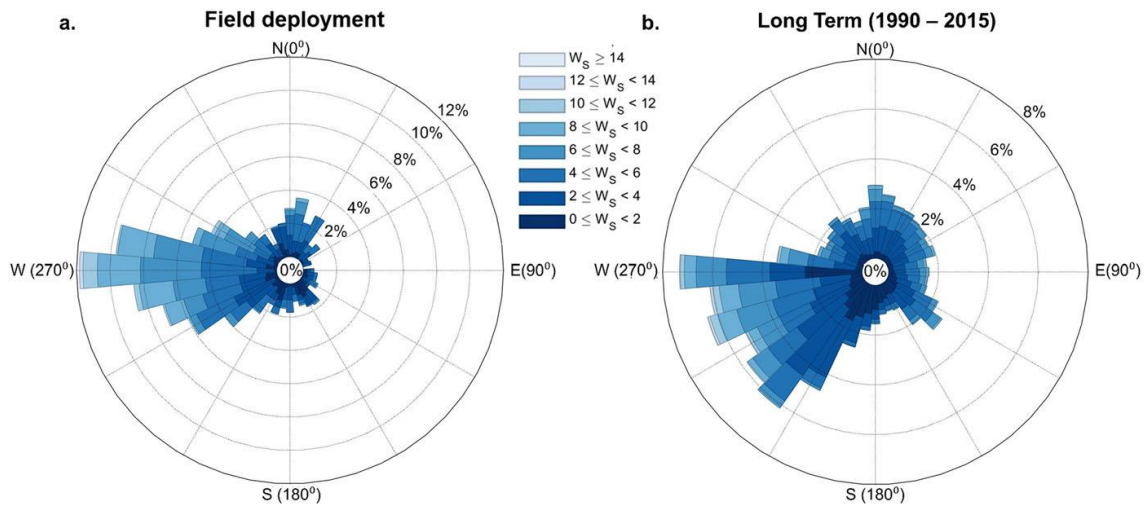 a.
Field deployment
N(0⁰)
12%
10%
8%
6%
4%
2%
0%
W (270⁰)
E(90⁰)
S (180⁰)
W_S ≥ 14
12 ≤ W_S < 14
10 ≤ W_S < 12
8 ≤ W_S < 10
6 ≤ W_S < 8
4 ≤ W_S < 6
2 ≤ W_S < 4
0 ≤ W_S < 2
b.
Long Term (1990 – 2015)
N(0⁰)
8%
6%
4%
2%
0%
W (270⁰)
E(90⁰)
S (180⁰)